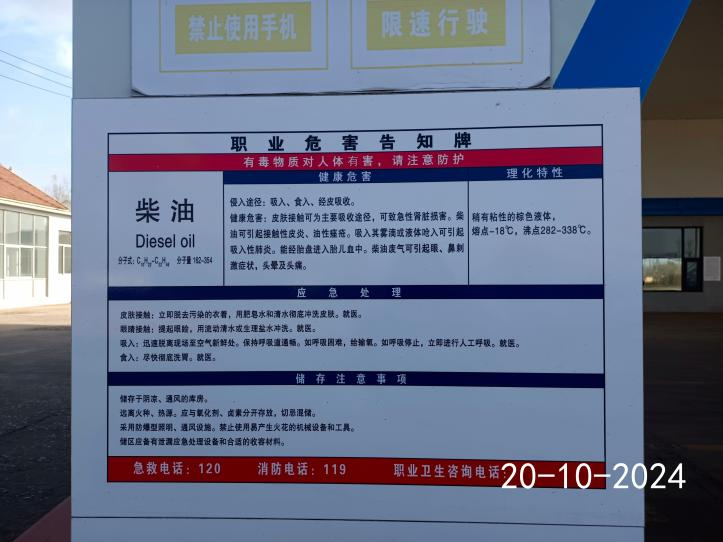 禁止使用手机
限速行驶
职业危害告知牌
有毒物质对人体有害，请注意防护
健康危害
理化特性
柴油
Diesel oil
分子量 162-354
侵入途径：吸入、食入、经皮吸收。
健康危害：皮肤接触可为主要吸收途径，可致急性肾脏损害。柴
油可引起接触性皮炎、油性痤疮。吸入其雾滴或液体呛入可引起
吸入性肺炎。能经胎盘进入胎儿血中。柴油废气可引起眼、鼻刺
激症状，头晕及头痛。
稍有粘性的棕色液体，
熔点-18℃，沸点282-338℃。
应急处理
皮肤接触：立即脱去污染的衣着，用肥皂水和清水彻底冲洗皮肤。就医。
眼睛接触：提起眼睑，用流动清水或生理盐水冲洗。就医。
吸入：迅速脱离现场至空气新鲜处。保持呼吸道通畅。如呼吸困难，给输氧。如呼吸停止，立即进行人工呼吸。就医。
食入：尽快彻底洗胃。就医。
储存注意事项
储存于阴凉、通风的库房。
远离火种、热源。应与氧化剂、卤素分开存放，切忌混储。
采用防爆型照明、通风设施。禁止使用易产生火花的机械设备和工具。
储区应备有泄漏应急处理设备和合适的收容材料。
急救电话：120 消防电话：119 职业卫生咨询电话：
20-10-2024